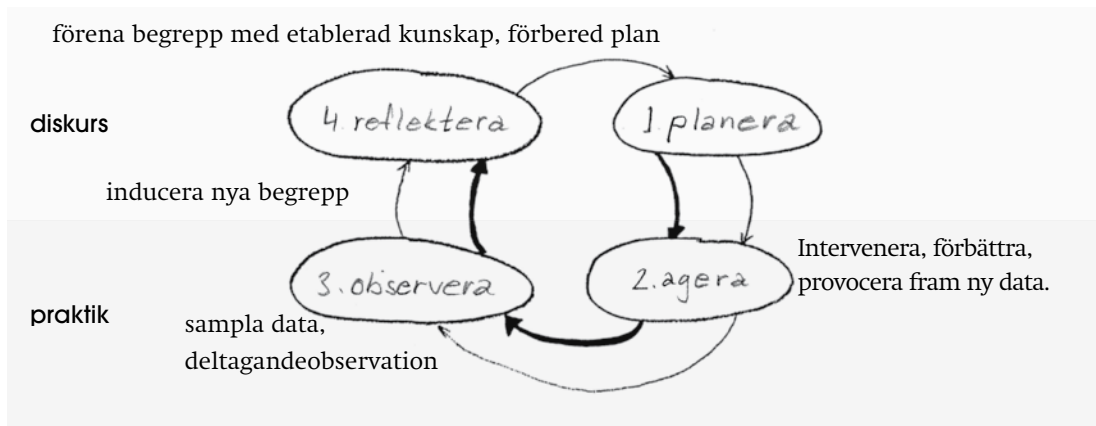 förena begrepp med etablerad kunskap, förbered plan
diskurs
4. reflektera
1. planera
inducera nya begrepp
praktik
3. observera
2. agera
Intervenera, förbättra,
provocera fram ny data.
sampla data,
deltagandeobservation